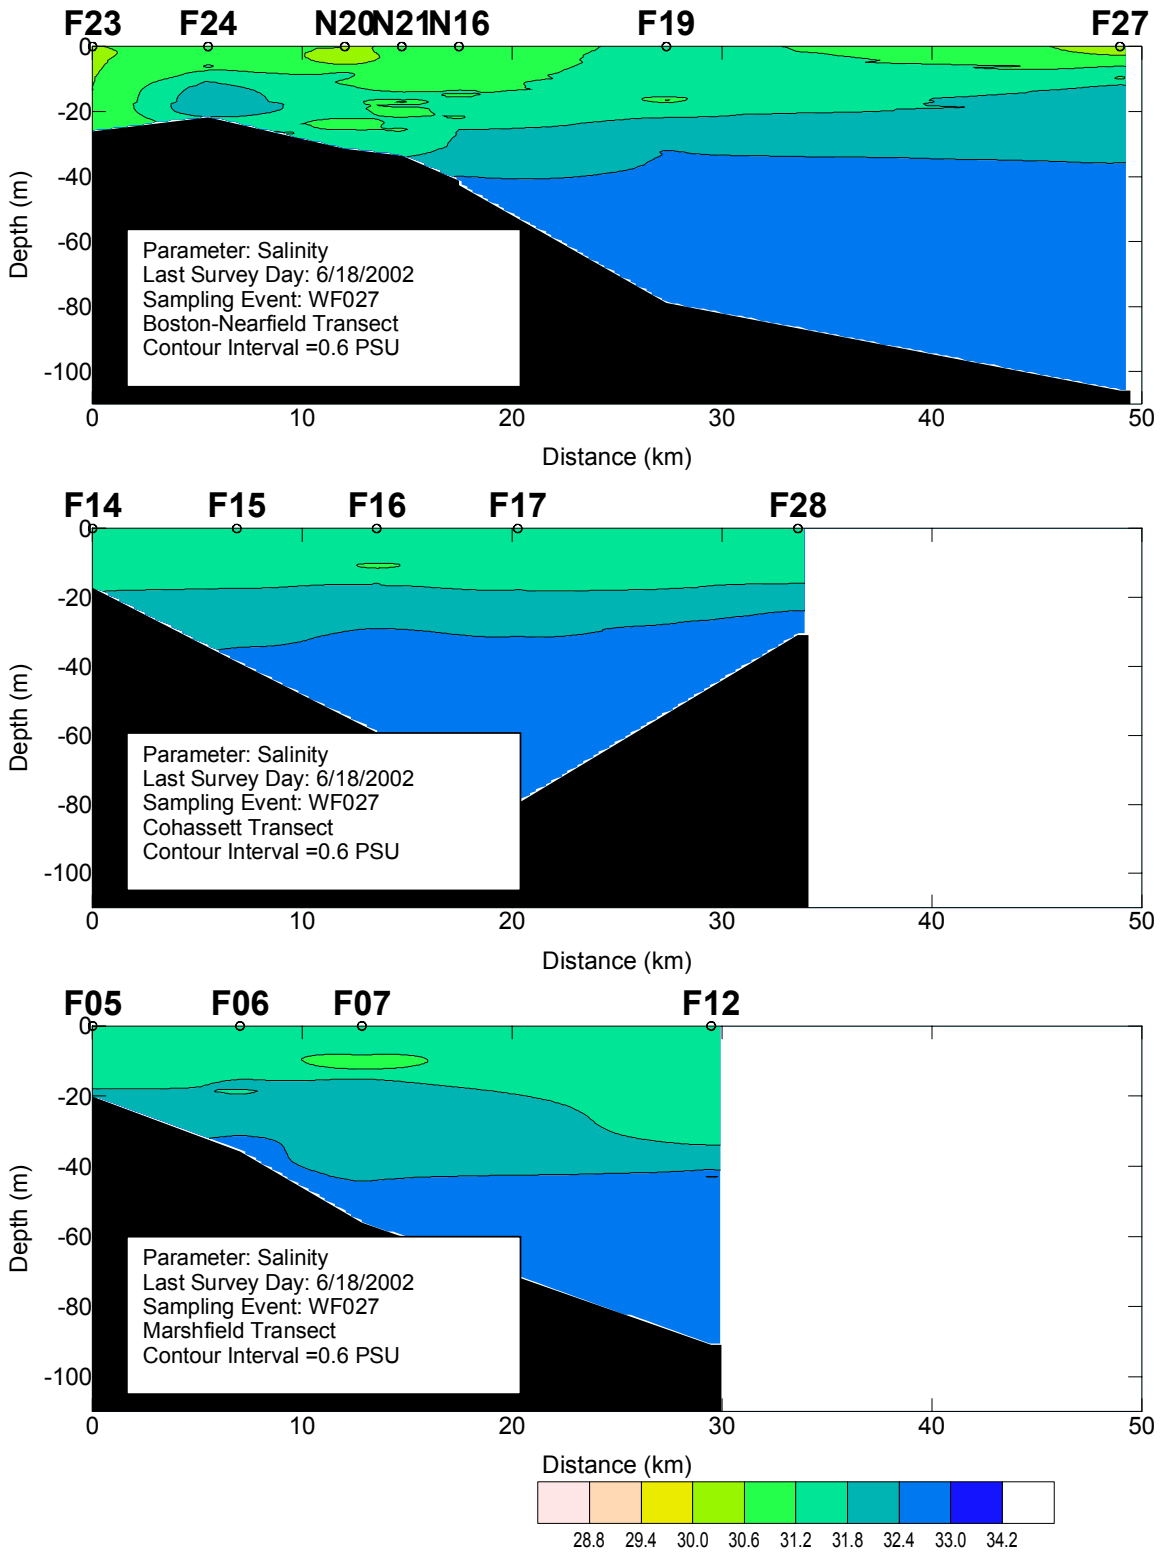 F23 F24 N20 N21 N16 F19 F27
0
-20
-40
-60
-80
-100
Depth (m)
Parameter: Salinity
Last Survey Day: 6/18/2002
Sampling Event: WF027
Boston-Nearfield Transect
Contour Interval =0.6 PSU
0 10 20 30 40 50
Distance (km)
F14 F15 F16 F17 F28
0
-20
-40
-60
-80
-100
Depth (m)
Parameter: Salinity
Last Survey Day: 6/18/2002
Sampling Event: WF027
Cohassett Transect
Contour Interval =0.6 PSU
0 10 20 30 40 50
Distance (km)
F05 F06 F07 F12
0
-20
-40
-60
-80
-100
Depth (m)
Parameter: Salinity
Last Survey Day: 6/18/2002
Sampling Event: WF027
Marshfield Transect
Contour Interval =0.6 PSU
0 10 20 30 40 50
Distance (km)
28.8 29.4 30.0 30.6 31.2 31.8 32.4 33.0 34.2